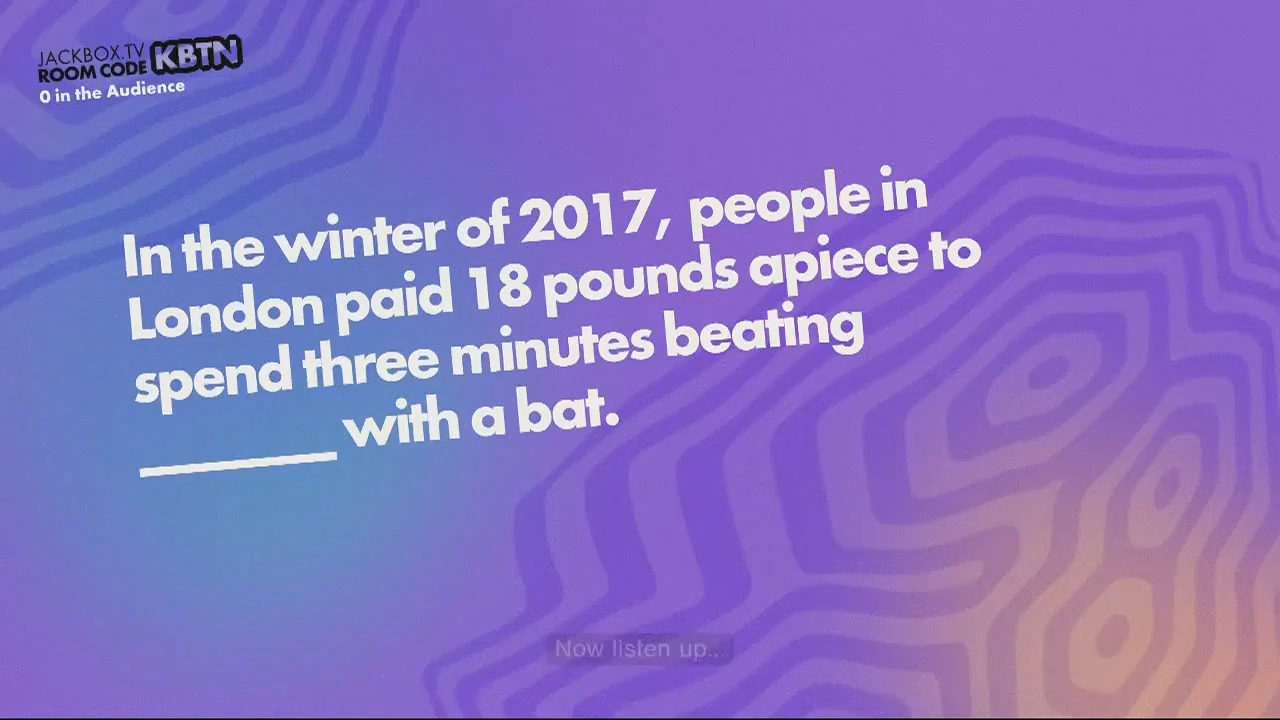 JACKBOX.TV
ROOM CODE KBTN
0 in the Audience
In the winter of 2017, people in
London paid 18 pounds apiece to
spend three minutes beating
________ with a bat.
Now listen up...